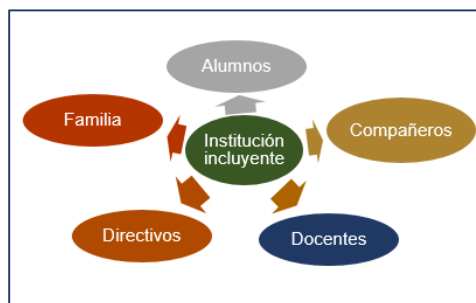 Alumnos
Familia
Institución
incluyente
Compañeros
Directivos
Docentes